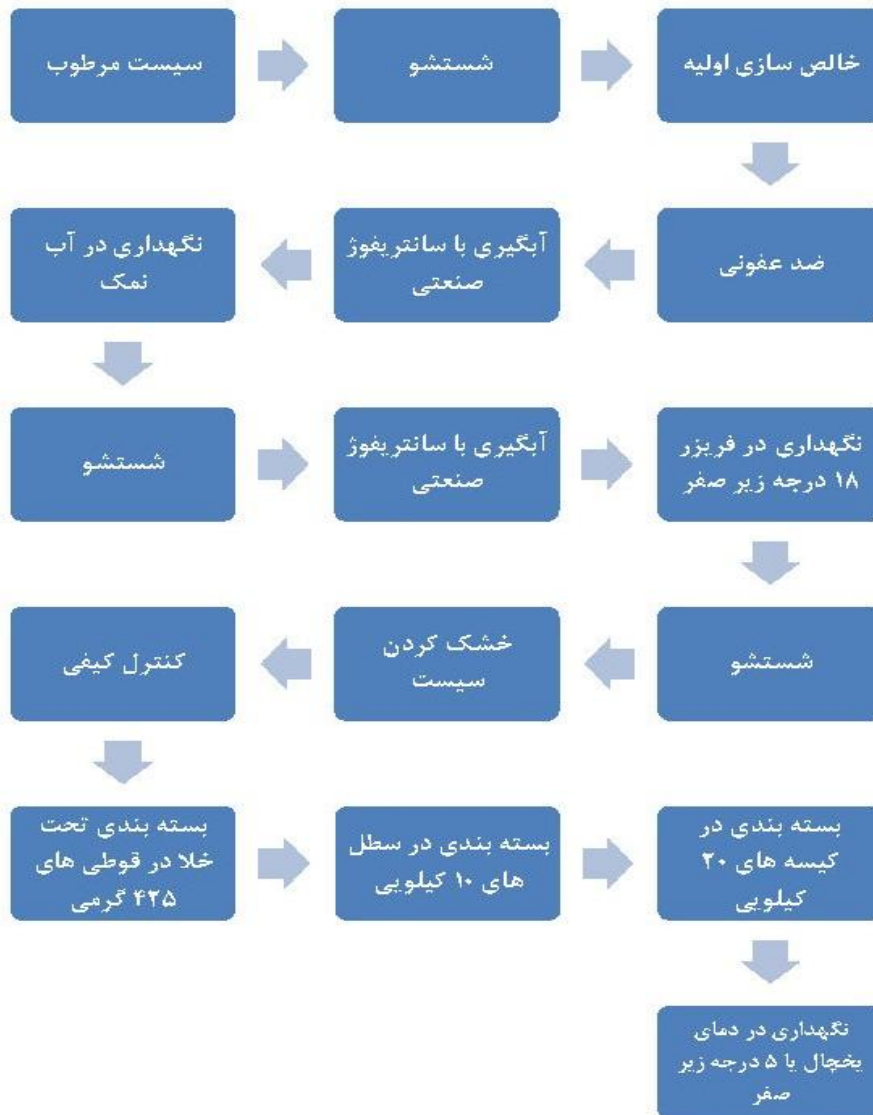 سیست مرطوب
شستشو
خالص سازی اولیه
ضد عفونی
آبگیری با سانتریفوژ
صنعتی
نگهداری در آب
نمک
شستشو
آبگیری با سانتریفوژ
صنعتی
نگهداری در فریزر
۱۸ درجه زیر صفر
شستشو
خشک کردن
سیست
کنترل کیفی
بسته بندی تحت
خلا در قوطی های
۴۲۵ گرمی
بسته بندی در سطل
های ۱۰ کیلویی
بسته بندی در
کیسه های ۲۰
کیلویی
نگهداری در دمای
یخچال یا ۵ درجه زیر
صفر